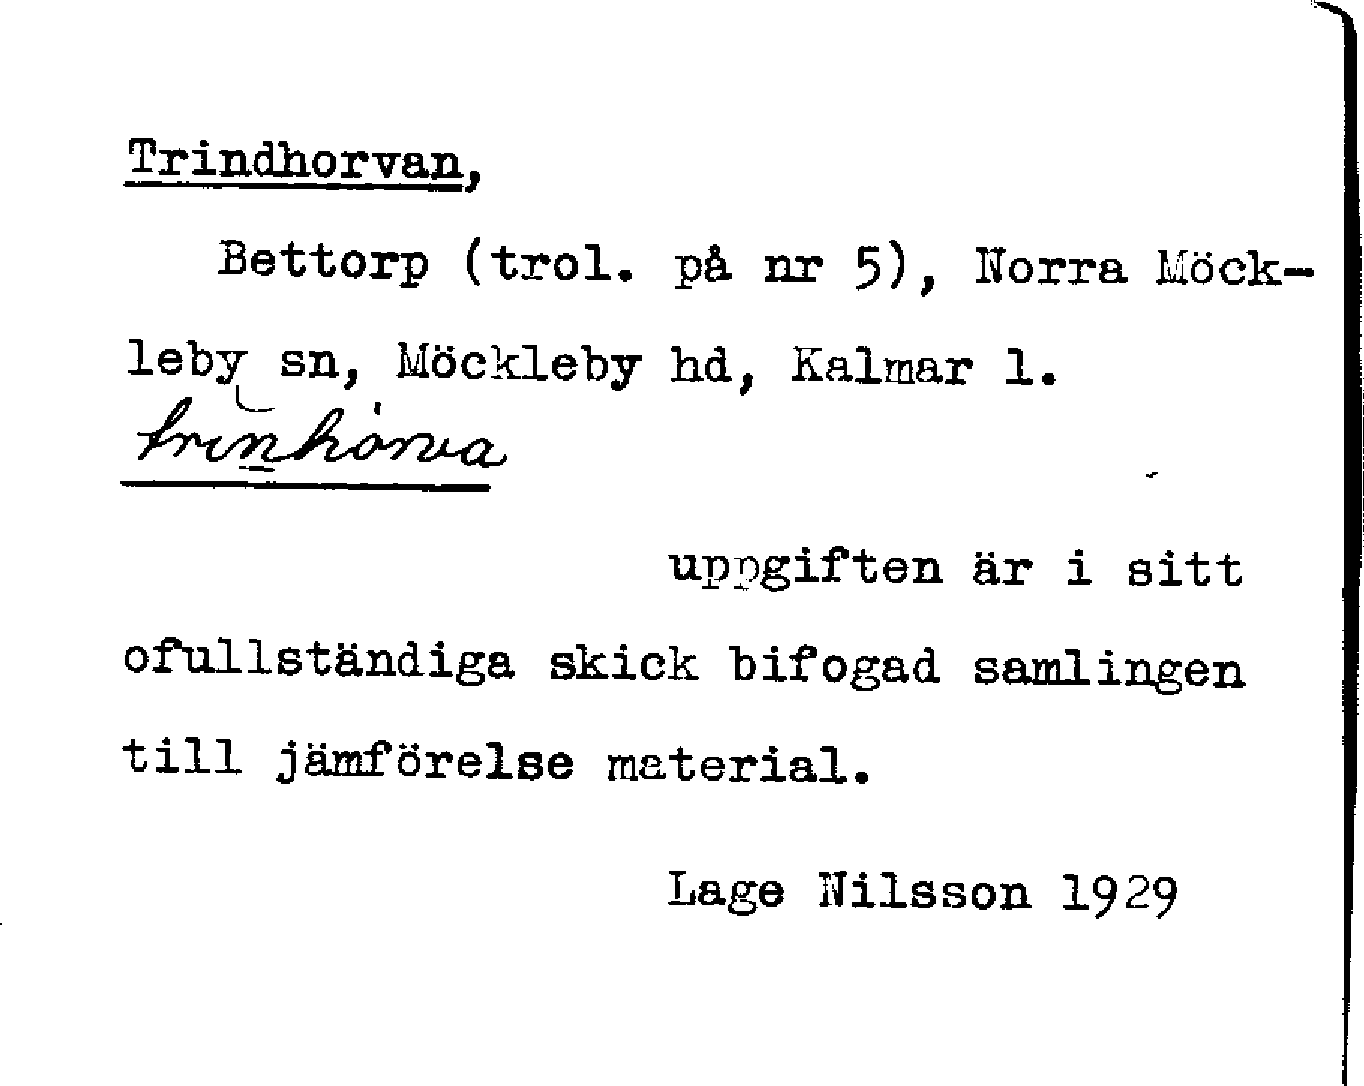 Trindhorvan,
Bettorp (trol. på nr 5), Norra Möck-
leby sn, Möckleby hd, Kalmar l.
trinhårva
uppgiften är i sitt
ofullständiga skick bifogad samlingen
till jämförelse material.
Lage Nilsson 1929